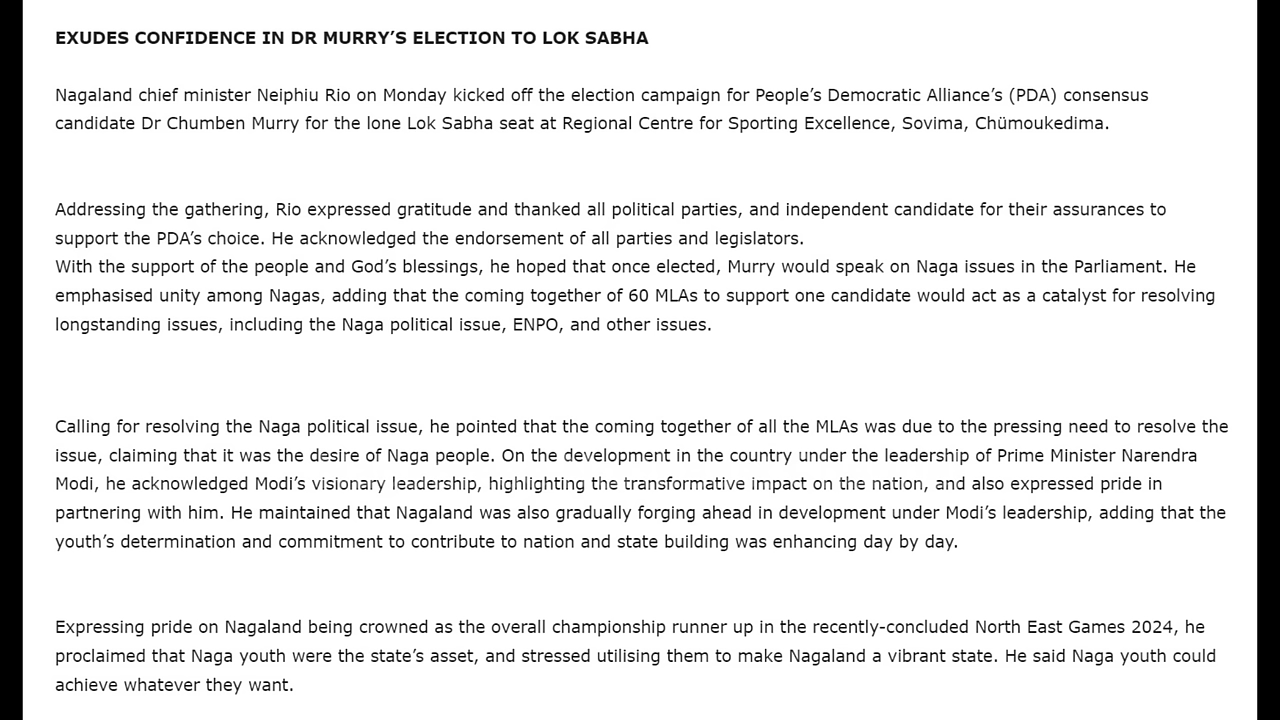 EXUDES CONFIDENCE IN DR MURRY’S ELECTION TO LOK SABHA
Nagaland chief minister Neiphiu Rio on Monday kicked off the election campaign for People’s Democratic Alliance’s (PDA) consensus
candidate Dr Chumben Murry for the lone Lok Sabha seat at Regional Centre for Sporting Excellence, Sovima, Chümoukedima.
Addressing the gathering, Rio expressed gratitude and thanked all political parties, and independent candidate for their assurances to
support the PDA’s choice. He acknowledged the endorsement of all parties and legislators.
With the support of the people and God’s blessings, he hoped that once elected, Murry would speak on Naga issues in the Parliament. He
emphasised unity among Nagas, adding that the coming together of 60 MLAs to support one candidate would act as a catalyst for resolving
longstanding issues, including the Naga political issue, ENPO, and other issues.
Calling for resolving the Naga political issue, he pointed that the coming together of all the MLAs was due to the pressing need to resolve the
issue, claiming that it was the desire of Naga people. On the development in the country under the leadership of Prime Minister Narendra
Modi, he acknowledged Modi’s visionary leadership, highlighting the transformative impact on the nation, and also expressed pride in
partnering with him. He maintained that Nagaland was also gradually forging ahead in development under Modi’s leadership, adding that the
youth’s determination and commitment to contribute to nation and state building was enhancing day by day.
Expressing pride on Nagaland being crowned as the overall championship runner up in the recently-concluded North East Games 2024, he
proclaimed that Naga youth were the state’s asset, and stressed utilising them to make Nagaland a vibrant state. He said Naga youth could
achieve whatever they want.